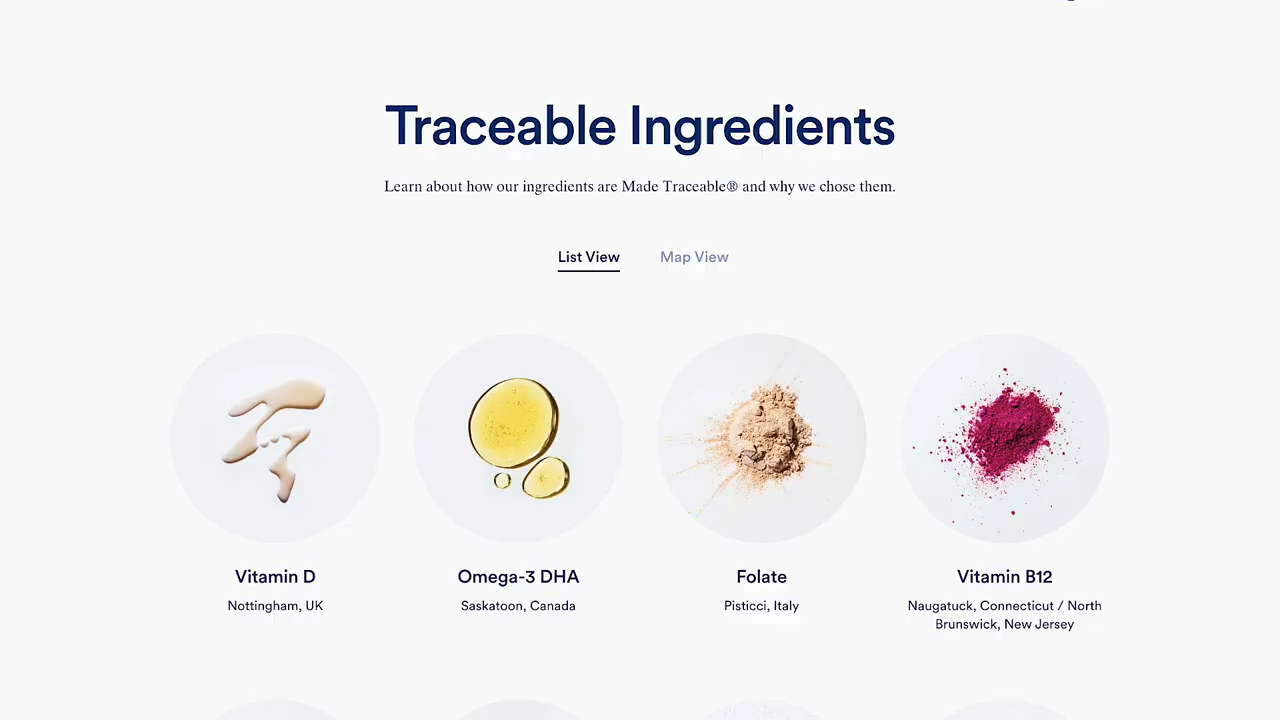 Traceable Ingredients
Learn about how our ingredients are Made Traceable® and why we chose them.
List View
Map View
Vitamin D
Nottingham, UK
Omega-3 DHA
Saskatoon, Canada
Folate
Pisticci, Italy
Vitamin B12
Naugatuck, Connecticut / North
Brunswick, New Jersey